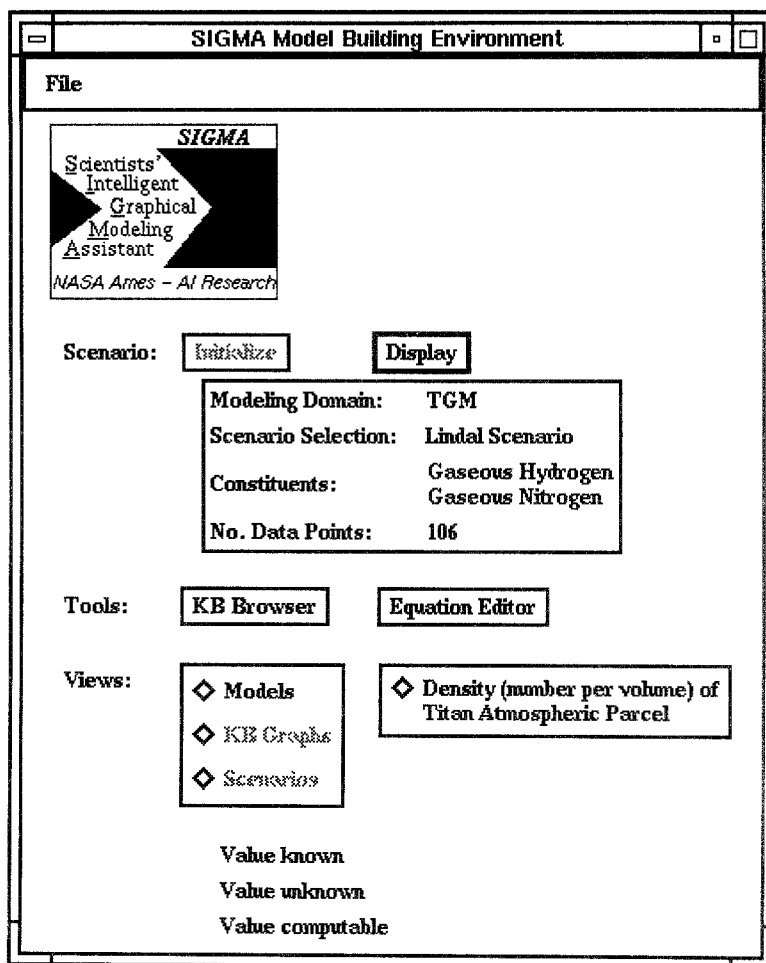 SIGMA Model Building Environment
File
SIGMA
Scientists'
Intelligent
Graphical
Modeling
Assistant
NASA Ames - AI Research
Scenario: Initialize Display
Modeling Domain: TGM
Scenario Selection: Lindal Scenario
Constituents: Gaseous Hydrogen
Gaseous Nitrogen
No. Data Points: 106
Tools: KB Browser Equation Editor
Views: Models Density (number per volume) of
Titan Atmospheric Parcel
KB Graphs
Scenarios
Value known
Value unknown
Value computable